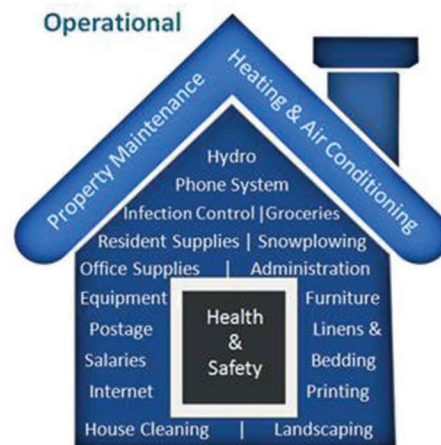 Operational
Property Maintenance
Heating & Air Conditioning
Hydro
Phone System
Infection Control |Groceries
Resident Supplies | Snowplowing
Office Supplies | Administration
Equipment
Furniture
Postage
Linens &
Salaries
Bedding
Internet
Printing
Health
&
Safety
House Cleaning | Landscaping